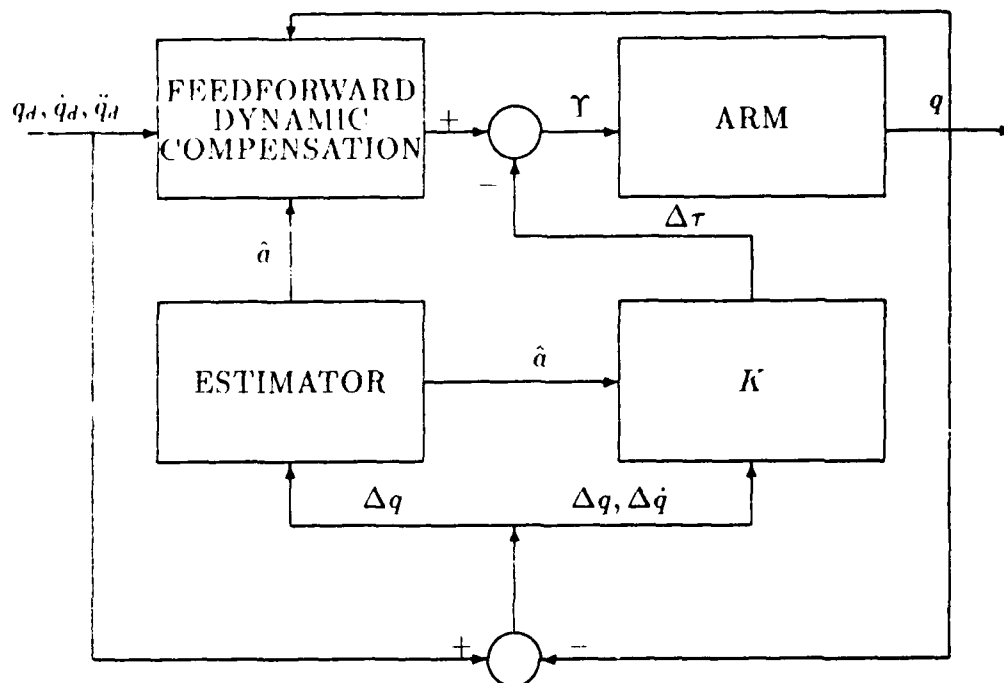 q_d, q̇_d, q̈_d
FEEDFORWARD
DYNAMIC
COMPENSATION
+
−
ϒ
ARM
q
Δτ
â
ESTIMATOR
â
K
Δq
Δq, Δq̇
+
−